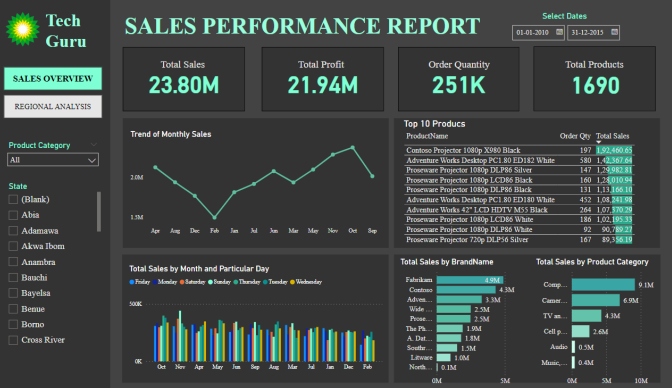 Tech
Guru
SALES PERFORMANCE REPORT
Select Dates
01-01-2010
31-12-2015
Total Sales
23.80M
Total Profit
21.94M
Order Quantity
251K
Total Products
1690
SALES OVERVIEW
REGIONAL ANALYSIS
Product Category
All
State
(Blank)
Abia
Adamawa
Akwa Ibom
Anambra
Bauchi
Bayelsa
Benue
Borno
Cross River
Trend of Monthly Sales
2.0M
1.5M
Apr Aug Dec Feb Jan Jul Jun Mar May Nov Oct Sep
Top 10 Producs
ProductName Order Qty Total Sales
Contoso Projector 1080p X980 Black 197 1,92,460.65
Adventure Works Desktop PC1.80 ED182 White 580 1,42,367.64
Proseware Projector 1080p DLP86 Silver 147 1,29,982.81
Proseware Projector 1080p LCD86 Black 160 1,28,010.94
Proseware Projector 1080p DLP86 Black 131 1,13,166.10
Adventure Works Desktop PC1.80 ED180 White 452 1,08,241.98
Adventure Works 42" LCD HDTV M55 Black 264 1,07,370.29
Proseware Projector 1080p LCD86 White 186 1,02,195.33
Proseware Projector 1080p DLP86 White 92 90,789.27
Proseware Projector 720p DLP56 Silver 167 89,356.19
Total Sales by Month and Particular Day
Friday Monday Saturday Sunday Thursday Tuesday Wednesday
500K
0K
Oct Nov Apr May Jun Sep Aug Mar Jul Jan Dec Feb
Total Sales by BrandName
Fabrikam 4.9M
Contoso 4.3M
Adven... 3.3M
Wide ... 2.5M
Prose... 2.5M
The Ph... 1.9M
A. Dat... 1.8M
Southr... 1.5M
Litware 1.0M
North... 0.1M
0M 5M
Total Sales by Product Category
Comp... 9.1M
Camer... 6.9M
TV an... 4.3M
Cell p... 2.6M
Audio 0.5M
Music,... 0.4M
0M 10M